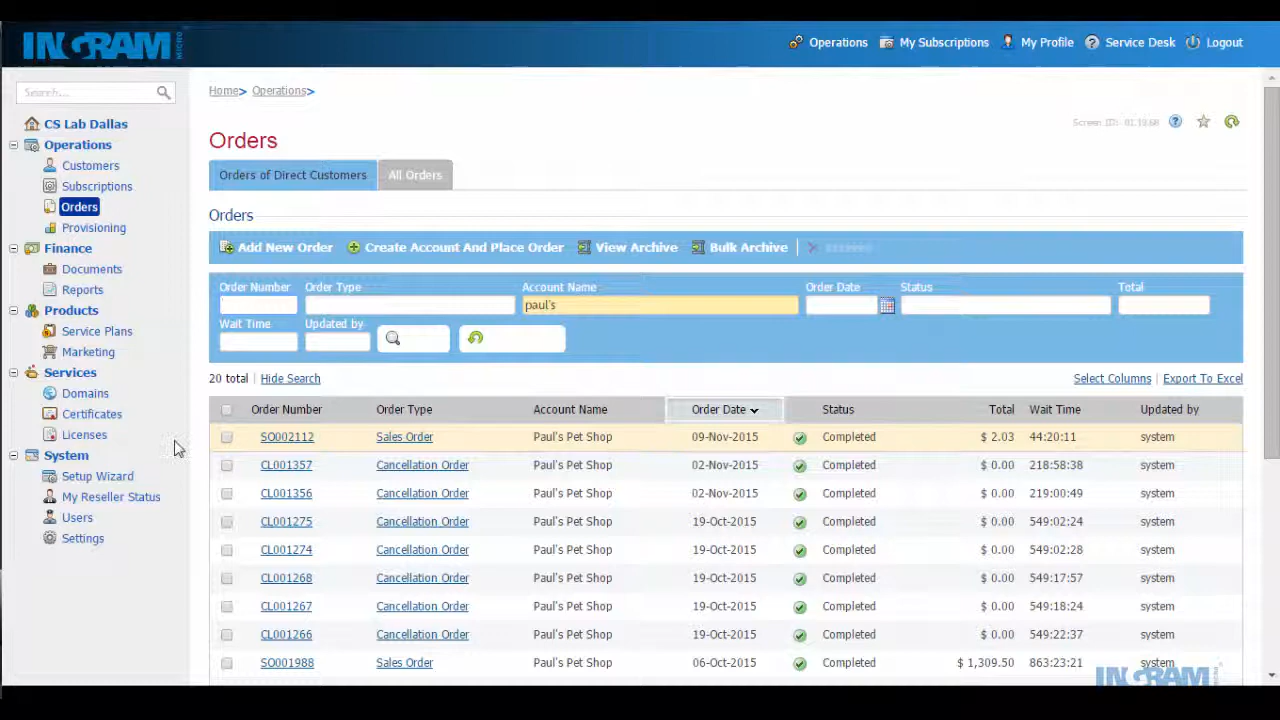 INGRAM MICRO
Operations My Subscriptions My Profile Service Desk Logout
Search...
CS Lab Dallas
Operations
Customers
Subscriptions
Orders
Provisioning
Finance
Documents
Reports
Products
Service Plans
Marketing
Services
Domains
Certificates
Licenses
System
Setup Wizard
My Reseller Status
Users
Settings
Home> Operations>
Orders
Orders of Direct Customers All Orders
Orders
Add New Order Create Account And Place Order View Archive Bulk Archive
Order Number Order Type Account Name Order Date Status Total
paul's
Wait Time Updated by
20 total | Hide Search Select Columns | Export To Excel
Order Number Order Type Account Name Order Date Status Total Wait Time Updated by
SO002112 Sales Order Paul's Pet Shop 09-Nov-2015 Completed $ 2.03 44:20:11 system
CL001357 Cancellation Order Paul's Pet Shop 02-Nov-2015 Completed $ 0.00 218:58:38 system
CL001356 Cancellation Order Paul's Pet Shop 02-Nov-2015 Completed $ 0.00 219:00:49 system
CL001275 Cancellation Order Paul's Pet Shop 19-Oct-2015 Completed $ 0.00 549:02:24 system
CL001274 Cancellation Order Paul's Pet Shop 19-Oct-2015 Completed $ 0.00 549:02:28 system
CL001268 Cancellation Order Paul's Pet Shop 19-Oct-2015 Completed $ 0.00 549:17:57 system
CL001267 Cancellation Order Paul's Pet Shop 19-Oct-2015 Completed $ 0.00 549:18:24 system
CL001266 Cancellation Order Paul's Pet Shop 19-Oct-2015 Completed $ 0.00 549:22:37 system
SO001988 Sales Order Paul's Pet Shop 06-Oct-2015 Completed $ 1,309.50 863:23:21 system
INGRAM